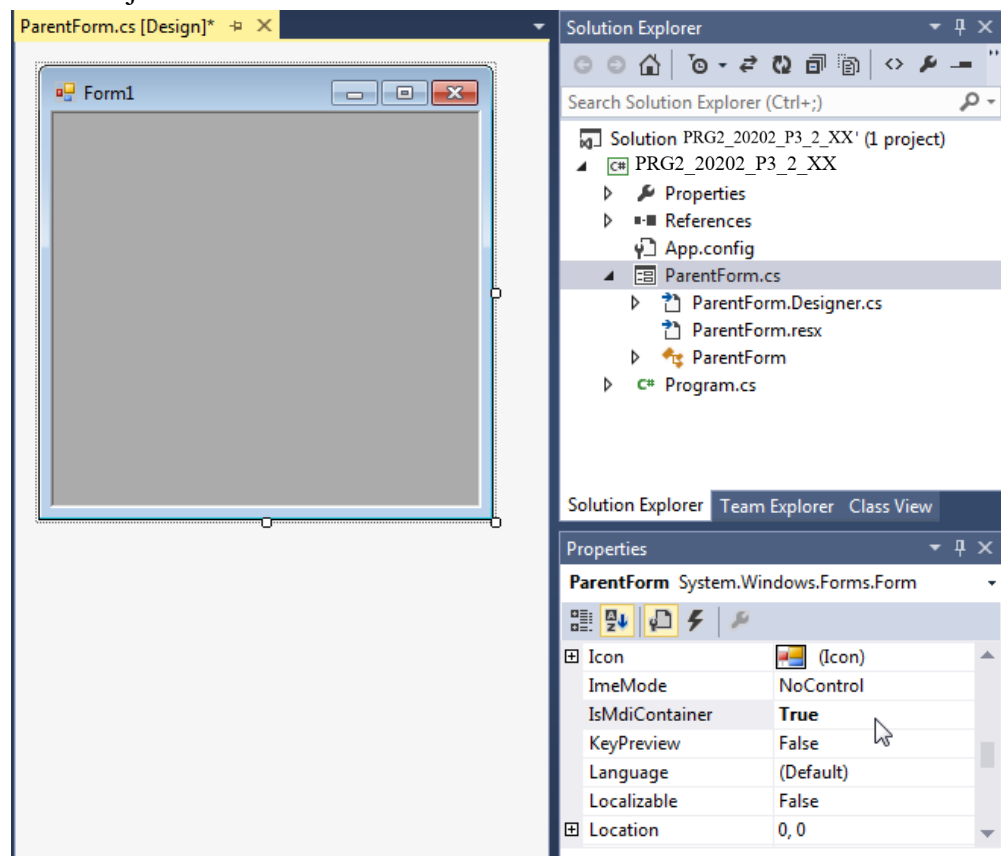 ParentForm.cs [Design]*
Form1
Solution Explorer
Search Solution Explorer (Ctrl+;)
Solution PRG2_20202_P3_2_XX' (1 project)
C# PRG2_20202_P3_2_XX
Properties
References
App.config
ParentForm.cs
ParentForm.Designer.cs
ParentForm.resx
ParentForm
C# Program.cs
Solution Explorer Team Explorer Class View
Properties
ParentForm System.Windows.Forms.Form
Icon (Icon)
ImeMode NoControl
IsMdiContainer True
KeyPreview False
Language (Default)
Localizable False
Location 0, 0